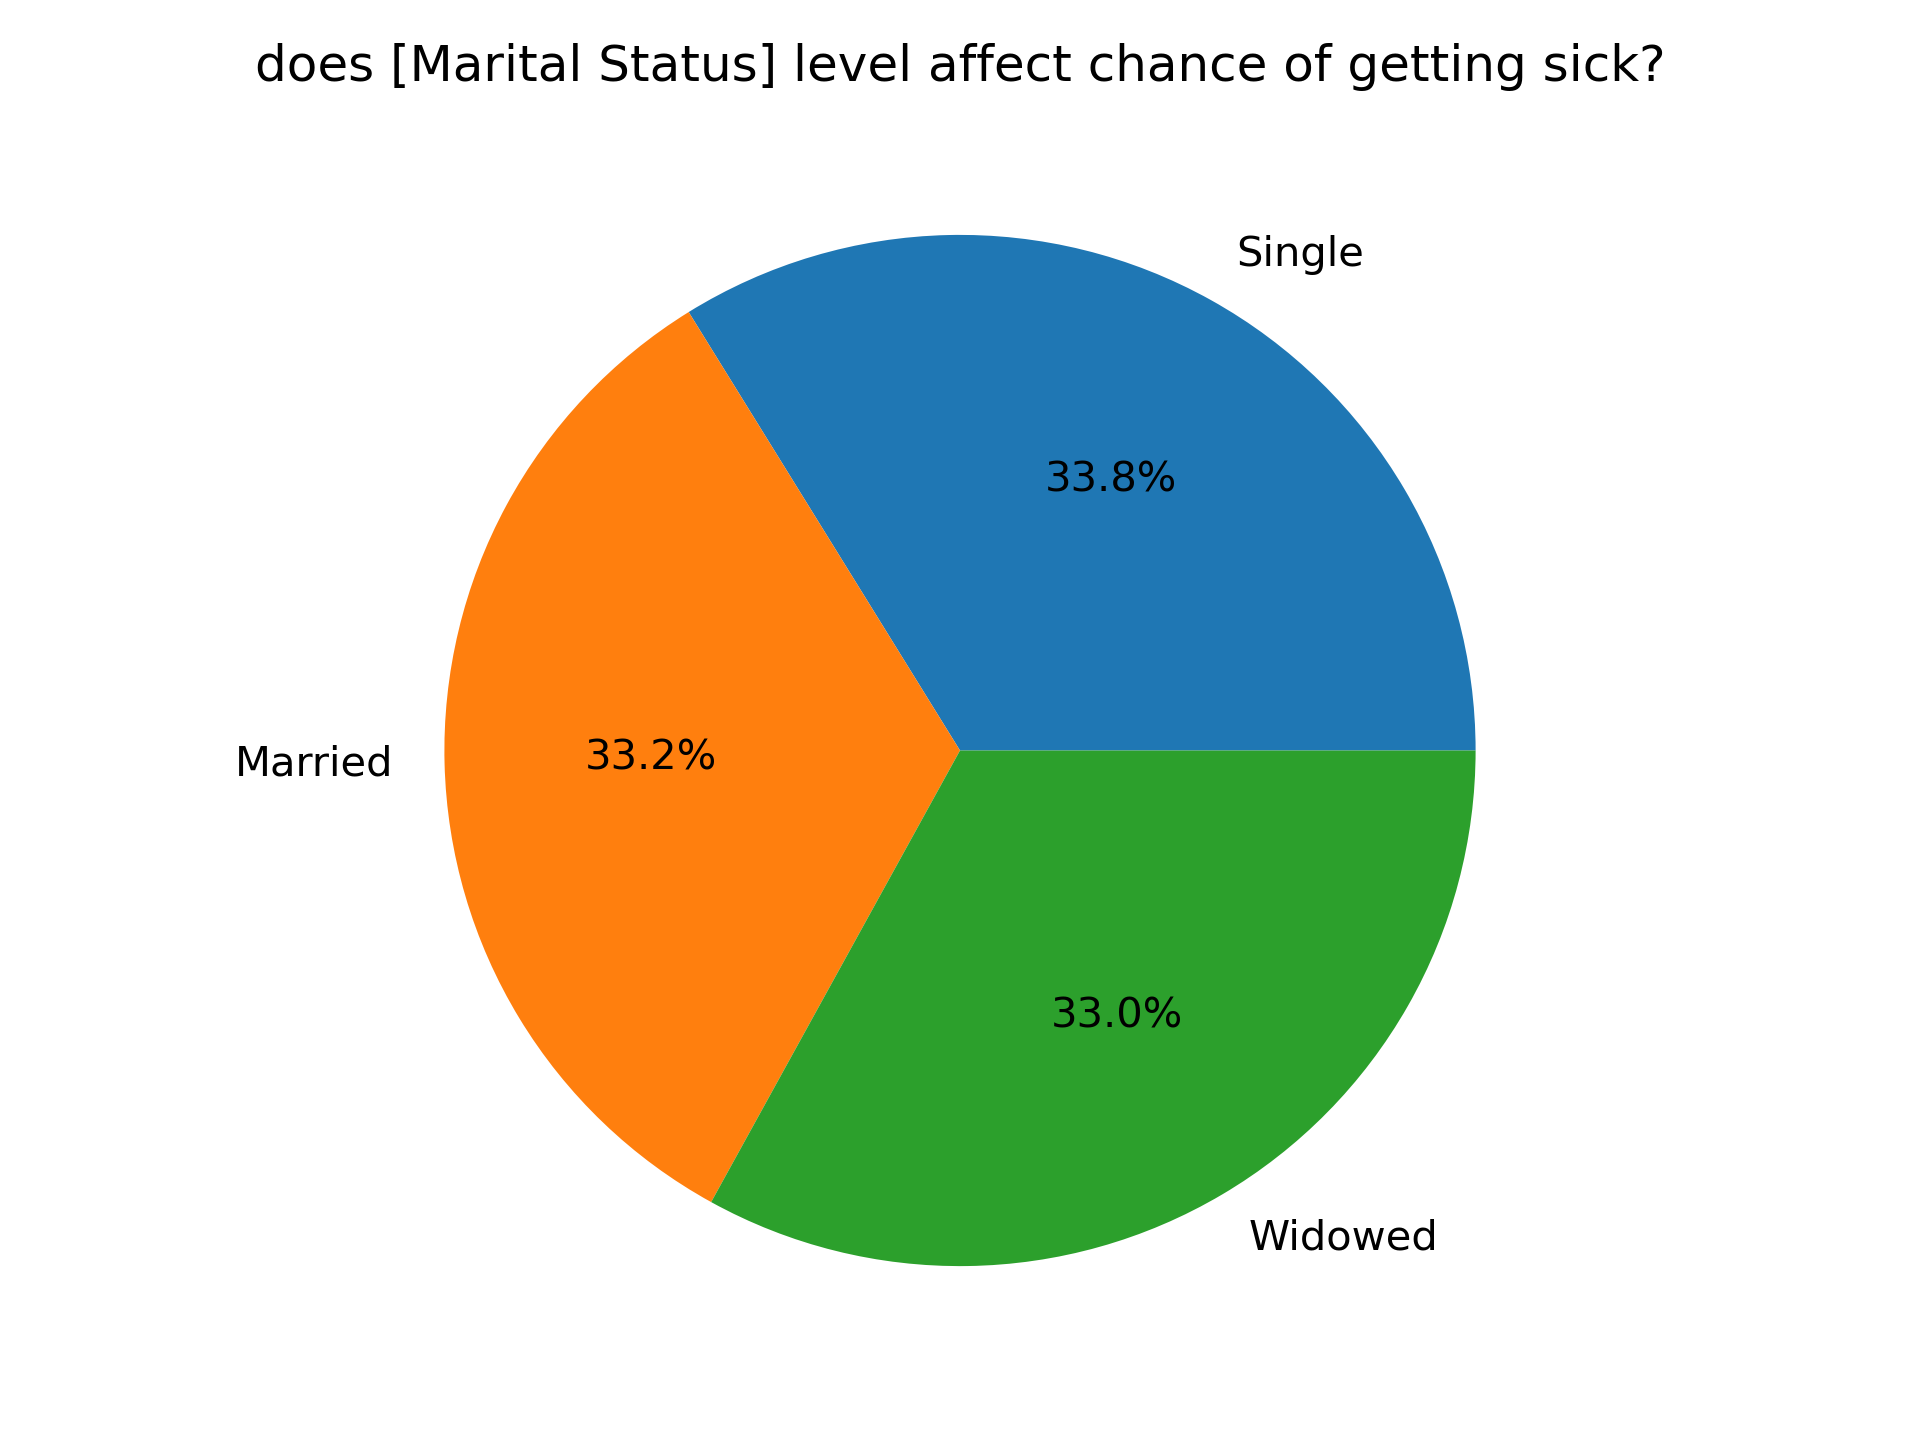 does [Marital Status] level affect chance of getting sick?
Single
33.8%
Married
33.2%
33.0%
Widowed